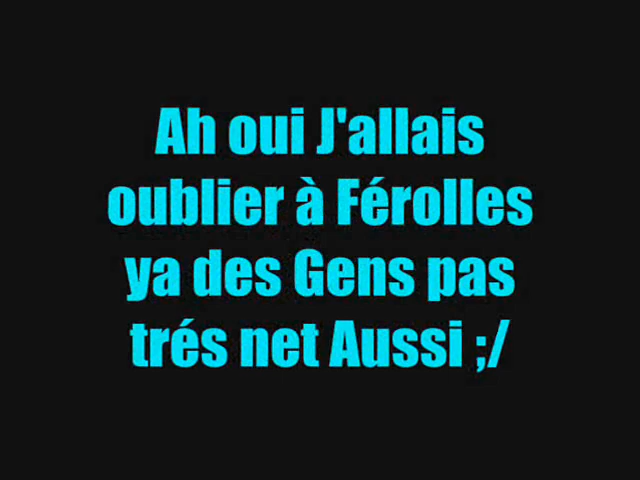 Ah oui J'allais
oublier à Férolles
ya des Gens pas
trés net Aussi ;/